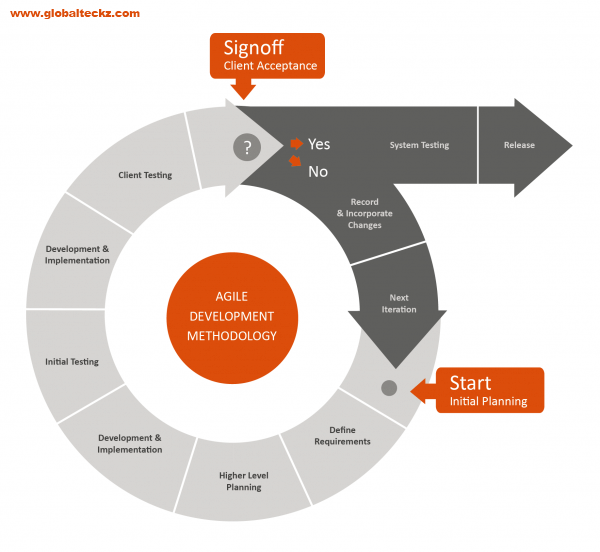 www.globalteckz.com
Signoff
Client Acceptance
?
Yes
No
System Testing
Release
Record
& Incorporate
Changes
Next
Iteration
Start
Initial Planning
Define
Requirements
Higher Level
Planning
Development &
Implementation
Initial Testing
Development &
Implementation
Client Testing
AGILE
DEVELOPMENT
METHODOLOGY